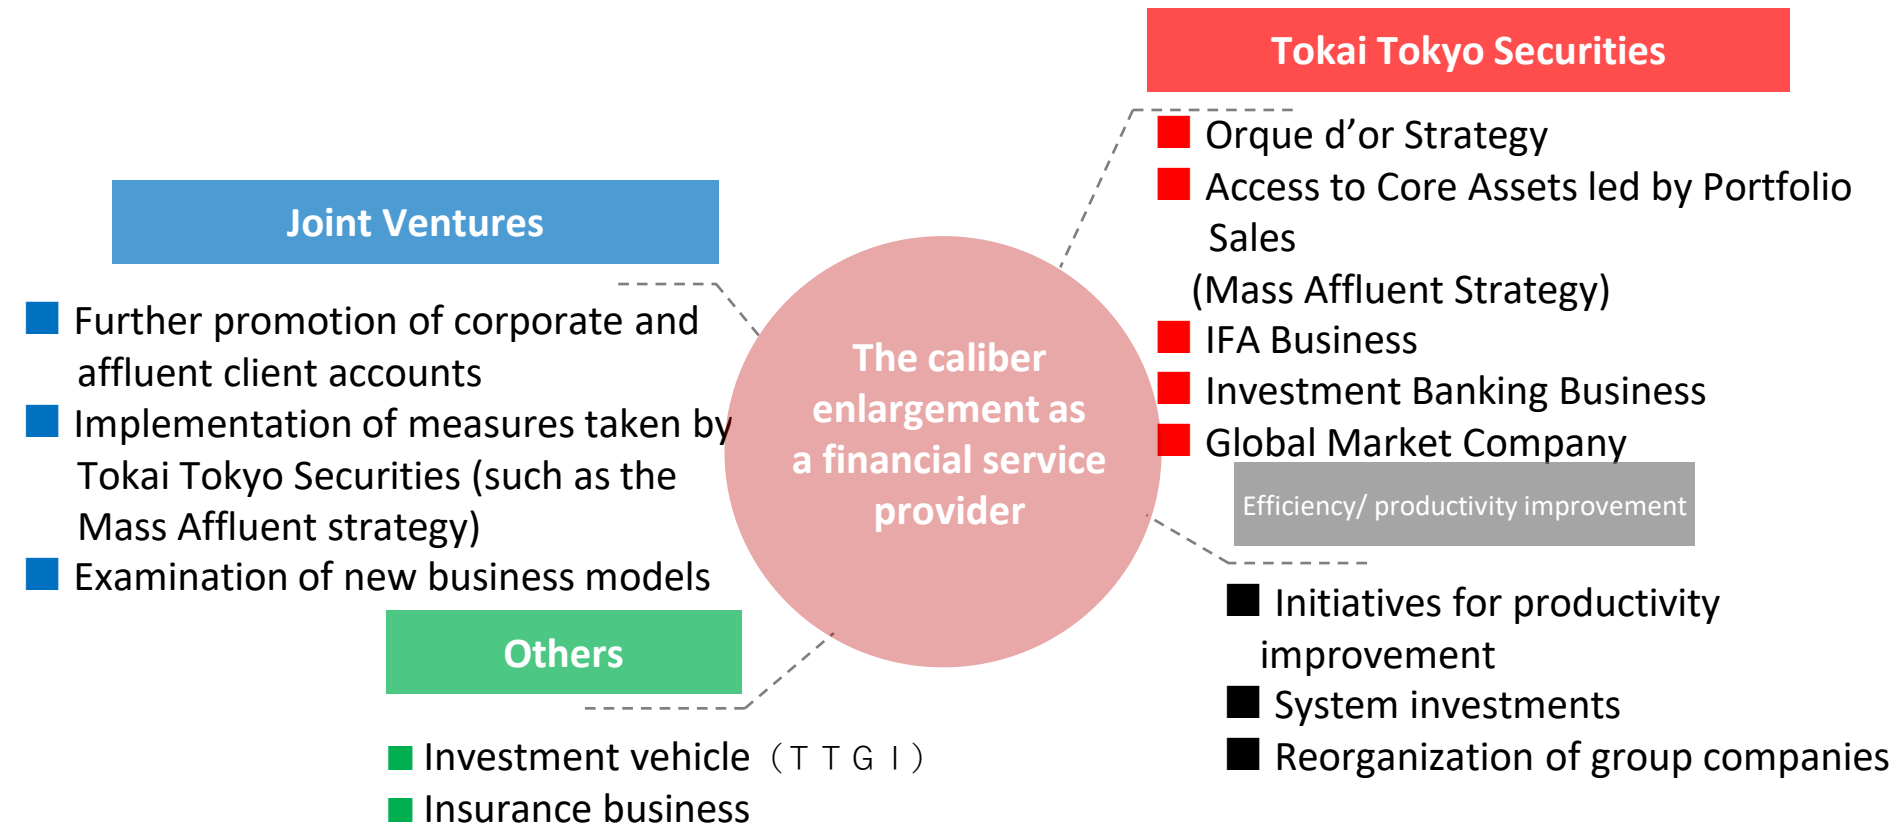 Tokai Tokyo Securities
■ Orque d’or Strategy
■ Access to Core Assets led by Portfolio
Sales
(Mass Affluent Strategy)
■ IFA Business
■ Investment Banking Business
■ Global Market Company
Joint Ventures
■ Further promotion of corporate and
affluent client accounts
■ Implementation of measures taken by
Tokai Tokyo Securities (such as the
Mass Affluent strategy)
■ Examination of new business models
The caliber
enlargement as
a financial service
provider
Efficiency/ productivity improvement
■ Initiatives for productivity
improvement
■ System investments
■ Reorganization of group companies
Others
■ Investment vehicle（ＴＴＧＩ）
■ Insurance business